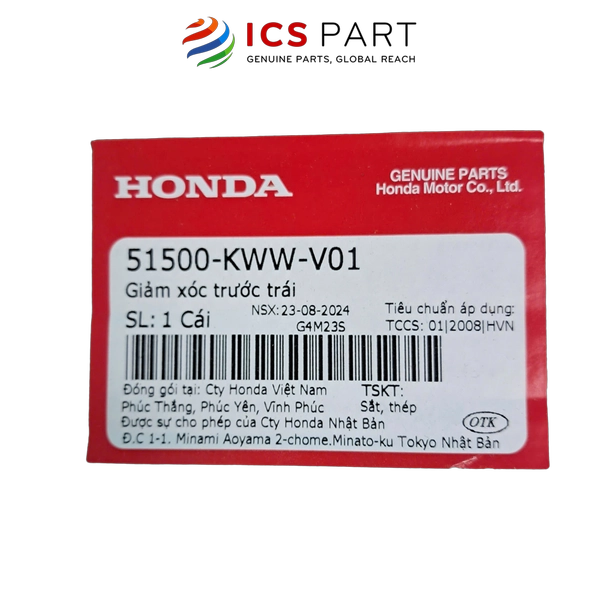 ICS PART
GENUINE PARTS, GLOBAL REACH
HONDA
GENUINE PARTS
Honda Motor Co., Ltd.
51500-KWW-V01
Giảm xóc trước trái
SL: 1 Cái
NSX: 23-08-2024
G4M23S
Tiêu chuẩn áp dụng:
TCCS: 01|2008|HVN
Đóng gói tại: Cty Honda Việt Nam
TSKT:
Phúc Thắng, Phúc Yên, Vĩnh Phúc
Sắt, thép
Được sự cho phép của Cty Honda Nhật Bản
OTK
Đ.C 1-1. Minami Aoyama 2-chome.Minato-ku Tokyo Nhật Bản